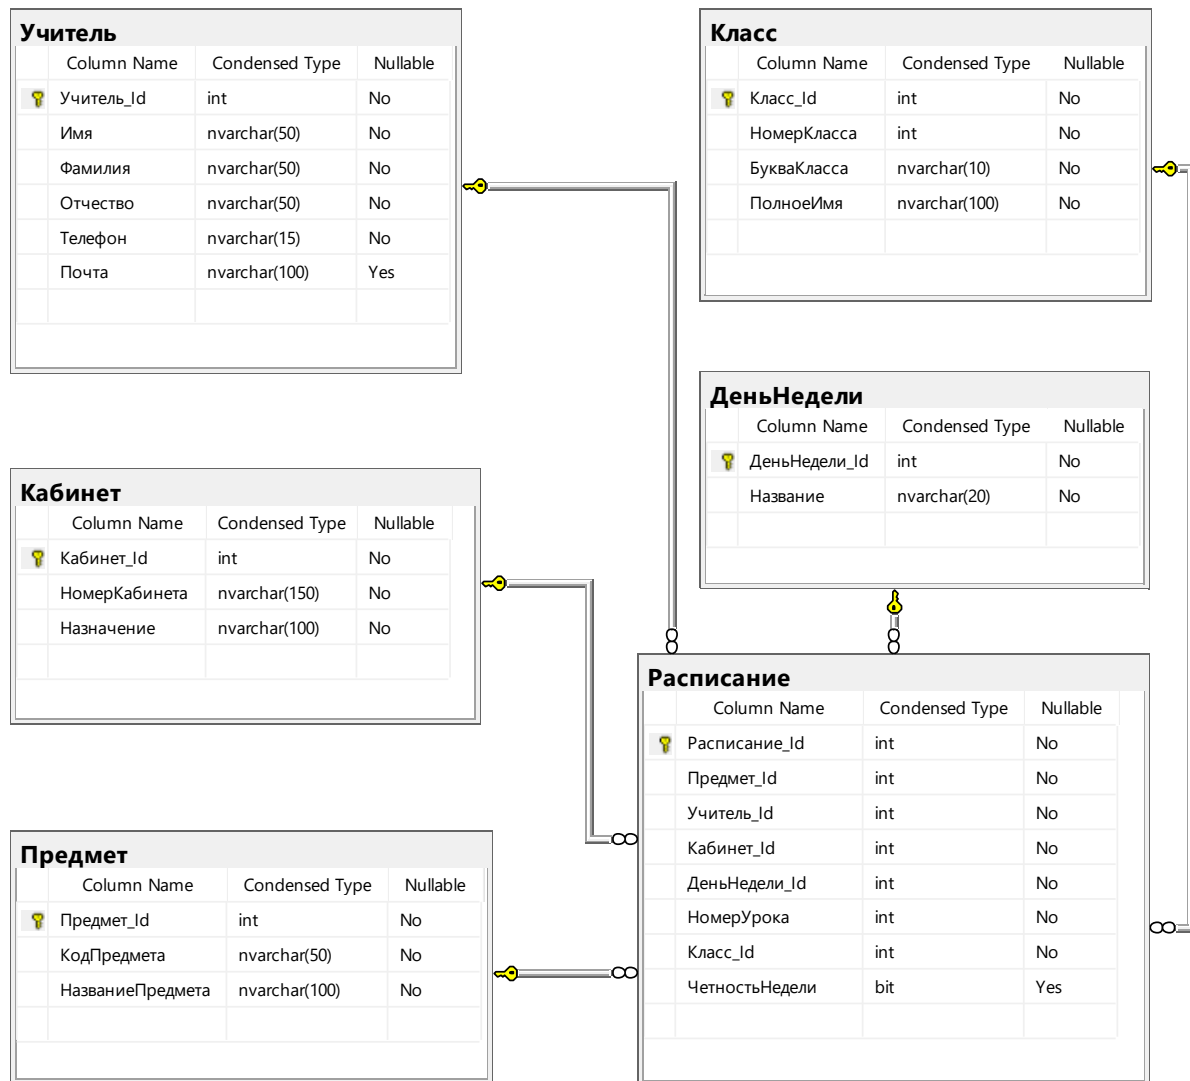 Учитель
Column Name Condensed Type Nullable
Учитель_Id int No
Имя nvarchar(50) No
Фамилия nvarchar(50) No
Отчество nvarchar(50) No
Телефон nvarchar(15) No
Почта nvarchar(100) Yes
Класс
Column Name Condensed Type Nullable
Класс_Id int No
НомерКласса int No
БукваКласса nvarchar(10) No
ПолноеИмя nvarchar(100) No
ДеньНедели
Column Name Condensed Type Nullable
ДеньНедели_Id int No
Название nvarchar(20) No
Кабинет
Column Name Condensed Type Nullable
Кабинет_Id int No
НомерКабинета nvarchar(150) No
Назначение nvarchar(100) No
Расписание
Column Name Condensed Type Nullable
Расписание_Id int No
Предмет_Id int No
Учитель_Id int No
Кабинет_Id int No
ДеньНедели_Id int No
НомерУрока int No
Класс_Id int No
ЧетностьНедели bit Yes
Предмет
Column Name Condensed Type Nullable
Предмет_Id int No
КодПредмета nvarchar(50) No
НазваниеПредмета nvarchar(100) No